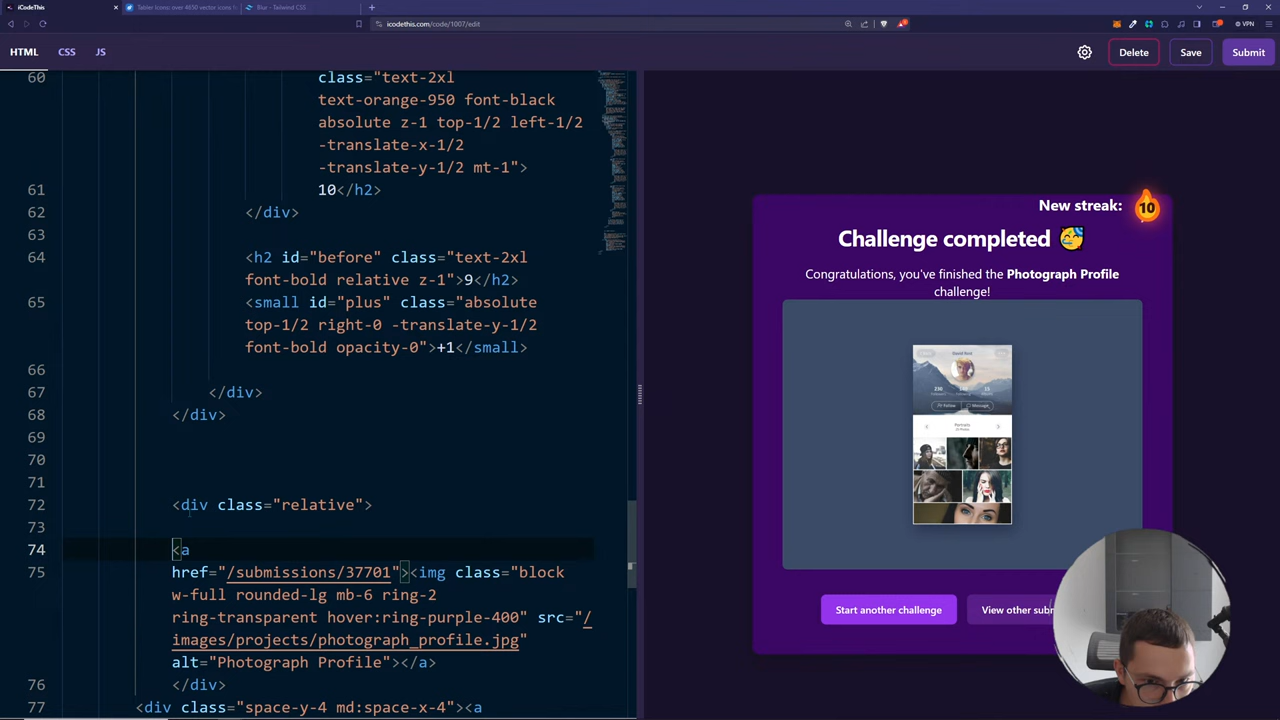 iCodeThis
Tabler Icons: over 4650 vector icons
Blur - Tailwind CSS
icodethis.com/code/1007/edit
VPN
HTML CSS JS
Delete Save Submit
60 class="text-2xl
text-orange-950 font-black
absolute z-1 top-1/2 left-1/2
-translate-x-1/2
-translate-y-1/2 mt-1">
61 10</h2>
62 </div>
63
64 <h2 id="before" class="text-2xl
font-bold relative z-1">9</h2>
65 <small id="plus" class="absolute
top-1/2 right-0 -translate-y-1/2
font-bold opacity-0">+1</small>
66
67 </div>
68 </div>
69
70
71
72 <div class="relative">
73
74 <a
75 href="/submissions/37701"><img class="block
w-full rounded-lg mb-6 ring-2
ring-transparent hover:ring-purple-400" src="/
images/projects/photograph_profile.jpg"
alt="Photograph Profile"></a>
76 </div>
77 <div class="space-y-4 md:space-x-4"><a
New streak: 10
Challenge completed 🥳
Congratulations, you've finished the Photograph Profile
challenge!
David Reid
Follow
Message
Portraits
Start another challenge
View other subm